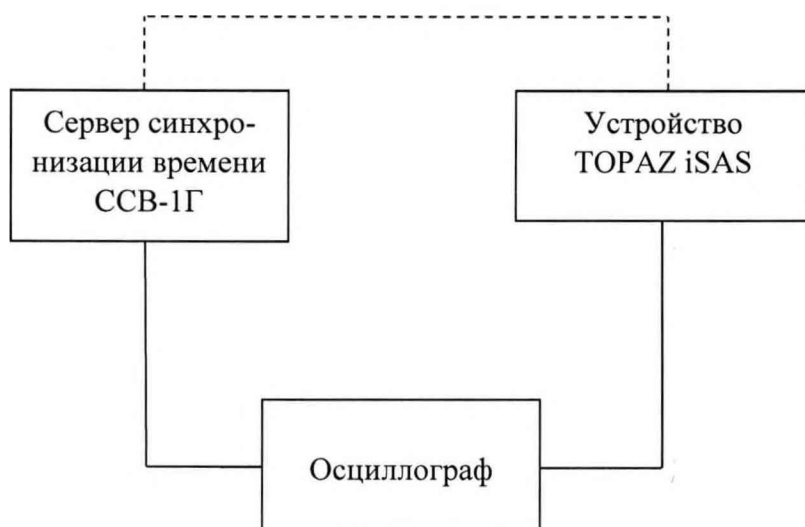 Сервер синхро-
низации времени
ССВ-1Г
Устройство
TOPAZ iSAS
Осциллограф